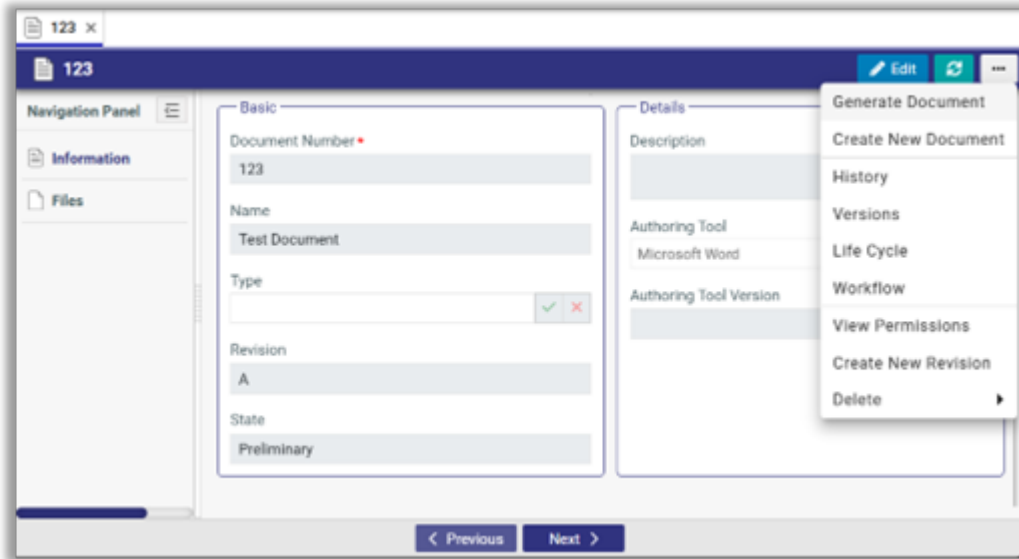 123 ×
123
Edit
Navigation Panel
Information
Files
Basic
Document Number•
123
Name
Test Document
Type
Revision
A
State
Preliminary
Details
Description
Authoring Tool
Microsoft Word
Authoring Tool Version
Generate Document
Create New Document
History
Versions
Life Cycle
Workflow
View Permissions
Create New Revision
Delete
< Previous
Next >